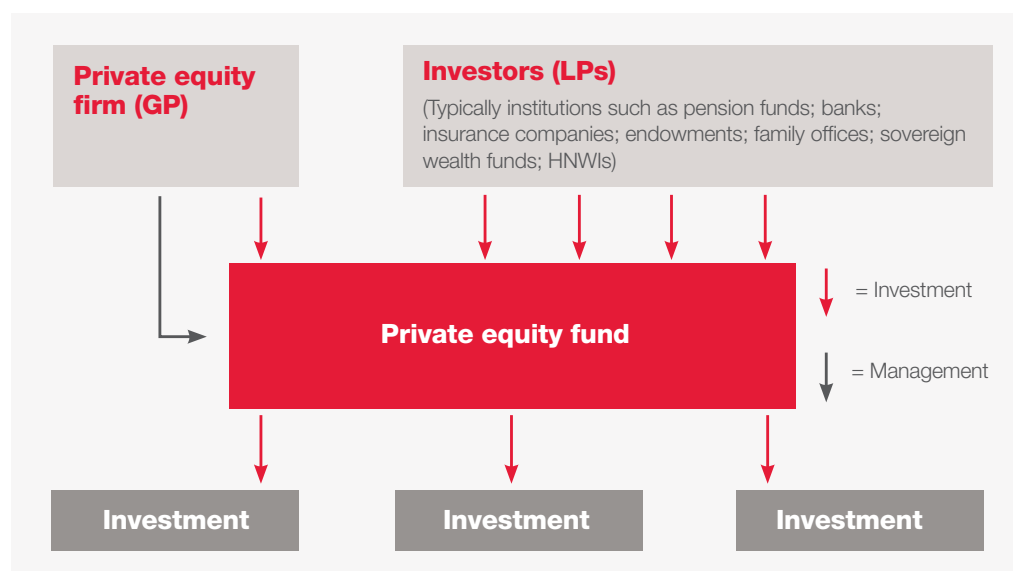 Private equity
firm (GP)
Investors (LPs)
(Typically institutions such as pension funds; banks;
insurance companies; endowments; family offices; sovereign
wealth funds; HNWIs)
Private equity fund
= Investment
= Management
Investment
Investment
Investment